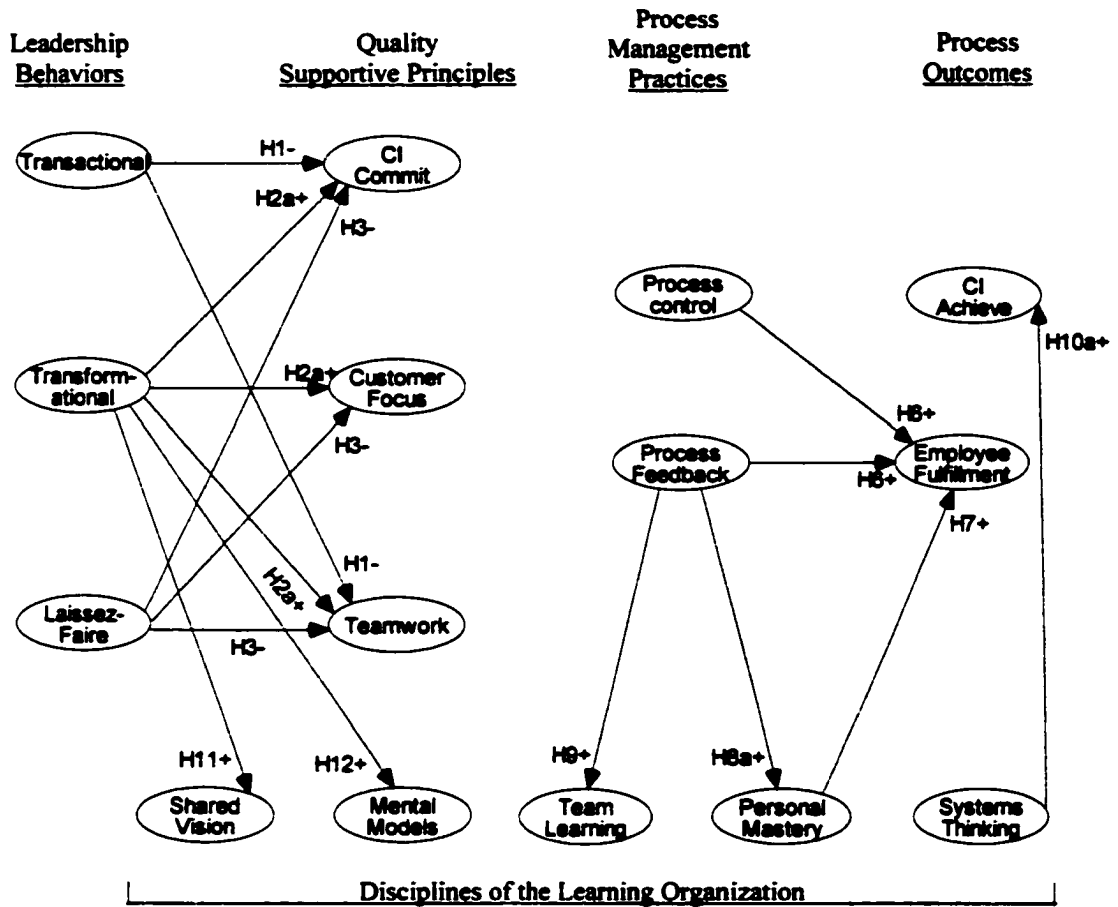 Leadership
Behaviors
Quality
Supportive Principles
Process
Management
Practices
Process
Outcomes
Transactional
H1-
CI
Commit
H2a+
H3-
Process
control
CI
Achieve
H10a+
Transform-
ational
H2a+
Customer
Focus
H3-
H6+
Process
Feedback
H6+
Employee
Fulfillment
H7+
H1-
H2a+
Laissez-
Faire
H3-
Teamwork
H11+
H12+
H9+
H8a+
Shared
Vision
Mental
Models
Team
Learning
Personal
Mastery
Systems
Thinking
Disciplines of the Learning Organization